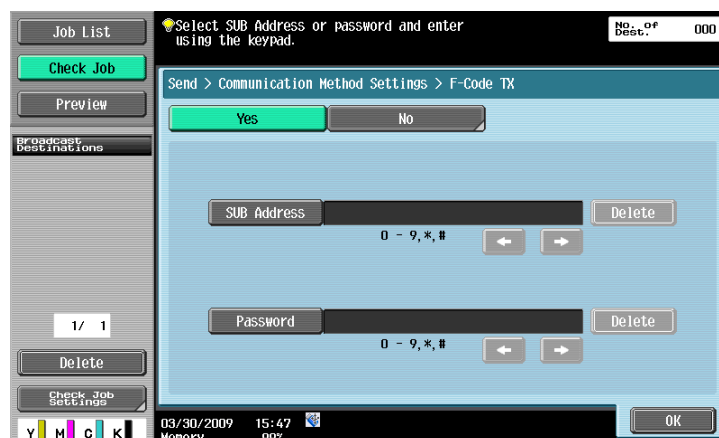 Job List
Check Job
Preview
Broadcast
Destinations
1/ 1
Delete
Check Job
Settings
Y M C K
Select SUB Address or password and enter
using the keypad.
No. of
Dest.
000
Send > Communication Method Settings > F-Code TX
Yes
No
SUB Address
Delete
0 - 9,*,#
Password
Delete
0 - 9,*,#
03/30/2009 15:47
Memory 99%
OK